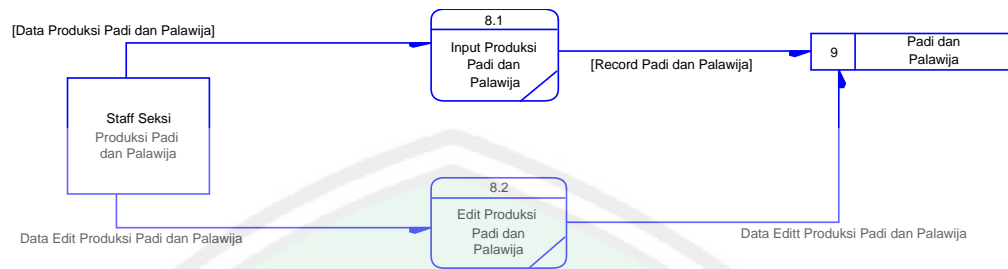 [Data Produksi Padi dan Palawija]
8.1
Input Produksi
Padi dan
Palawija
[Record Padi dan Palawija]
9
Padi dan
Palawija
Staff Seksi
Produksi Padi
dan Palawija
Data Edit Produksi Padi dan Palawija
8.2
Edit Produksi
Padi dan
Palawija
Data Editt Produksi Padi dan Palawija